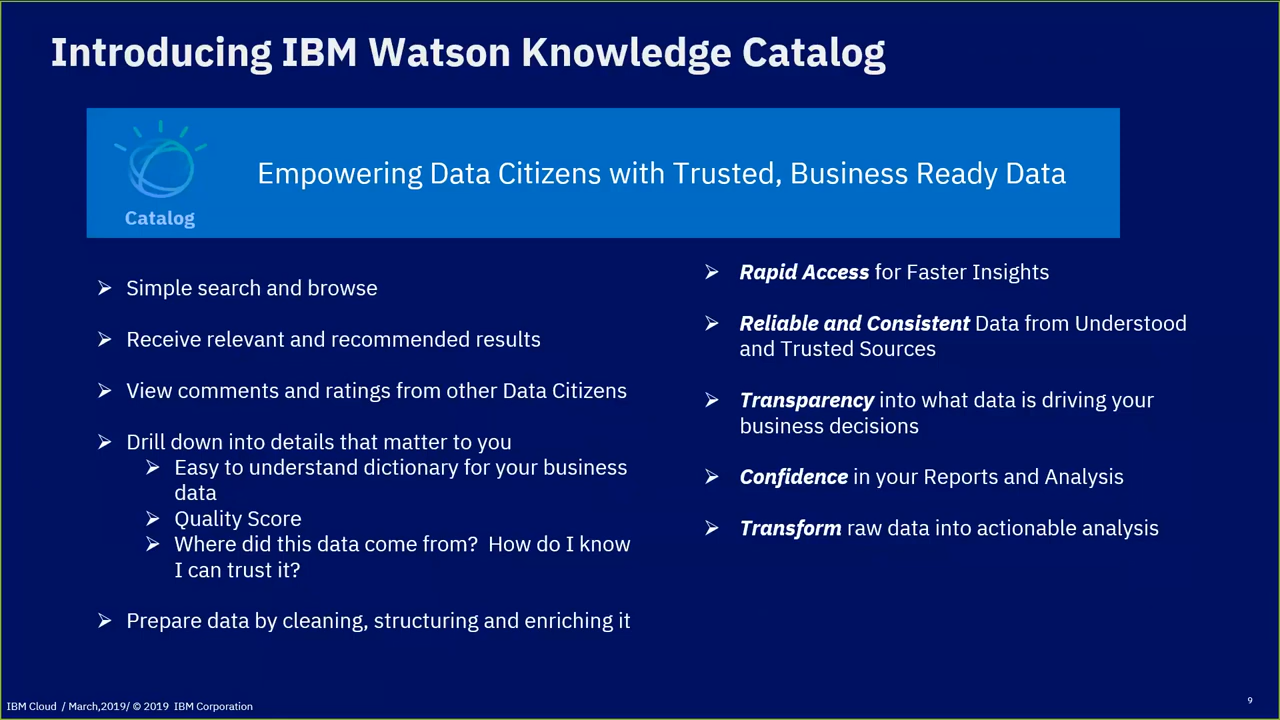 Introducing IBM Watson Knowledge Catalog
Catalog
Empowering Data Citizens with Trusted, Business Ready Data
➢ Simple search and browse
➢ Receive relevant and recommended results
➢ View comments and ratings from other Data Citizens
➢ Drill down into details that matter to you
➢ Easy to understand dictionary for your business
data
➢ Quality Score
➢ Where did this data come from?  How do I know
I can trust it?
➢ Prepare data by cleaning, structuring and enriching it
➢ Rapid Access for Faster Insights
➢ Reliable and Consistent Data from Understood
and Trusted Sources
➢ Transparency into what data is driving your
business decisions
➢ Confidence in your Reports and Analysis
➢ Transform raw data into actionable analysis
IBM Cloud / March,2019/ © 2019 IBM Corporation
9